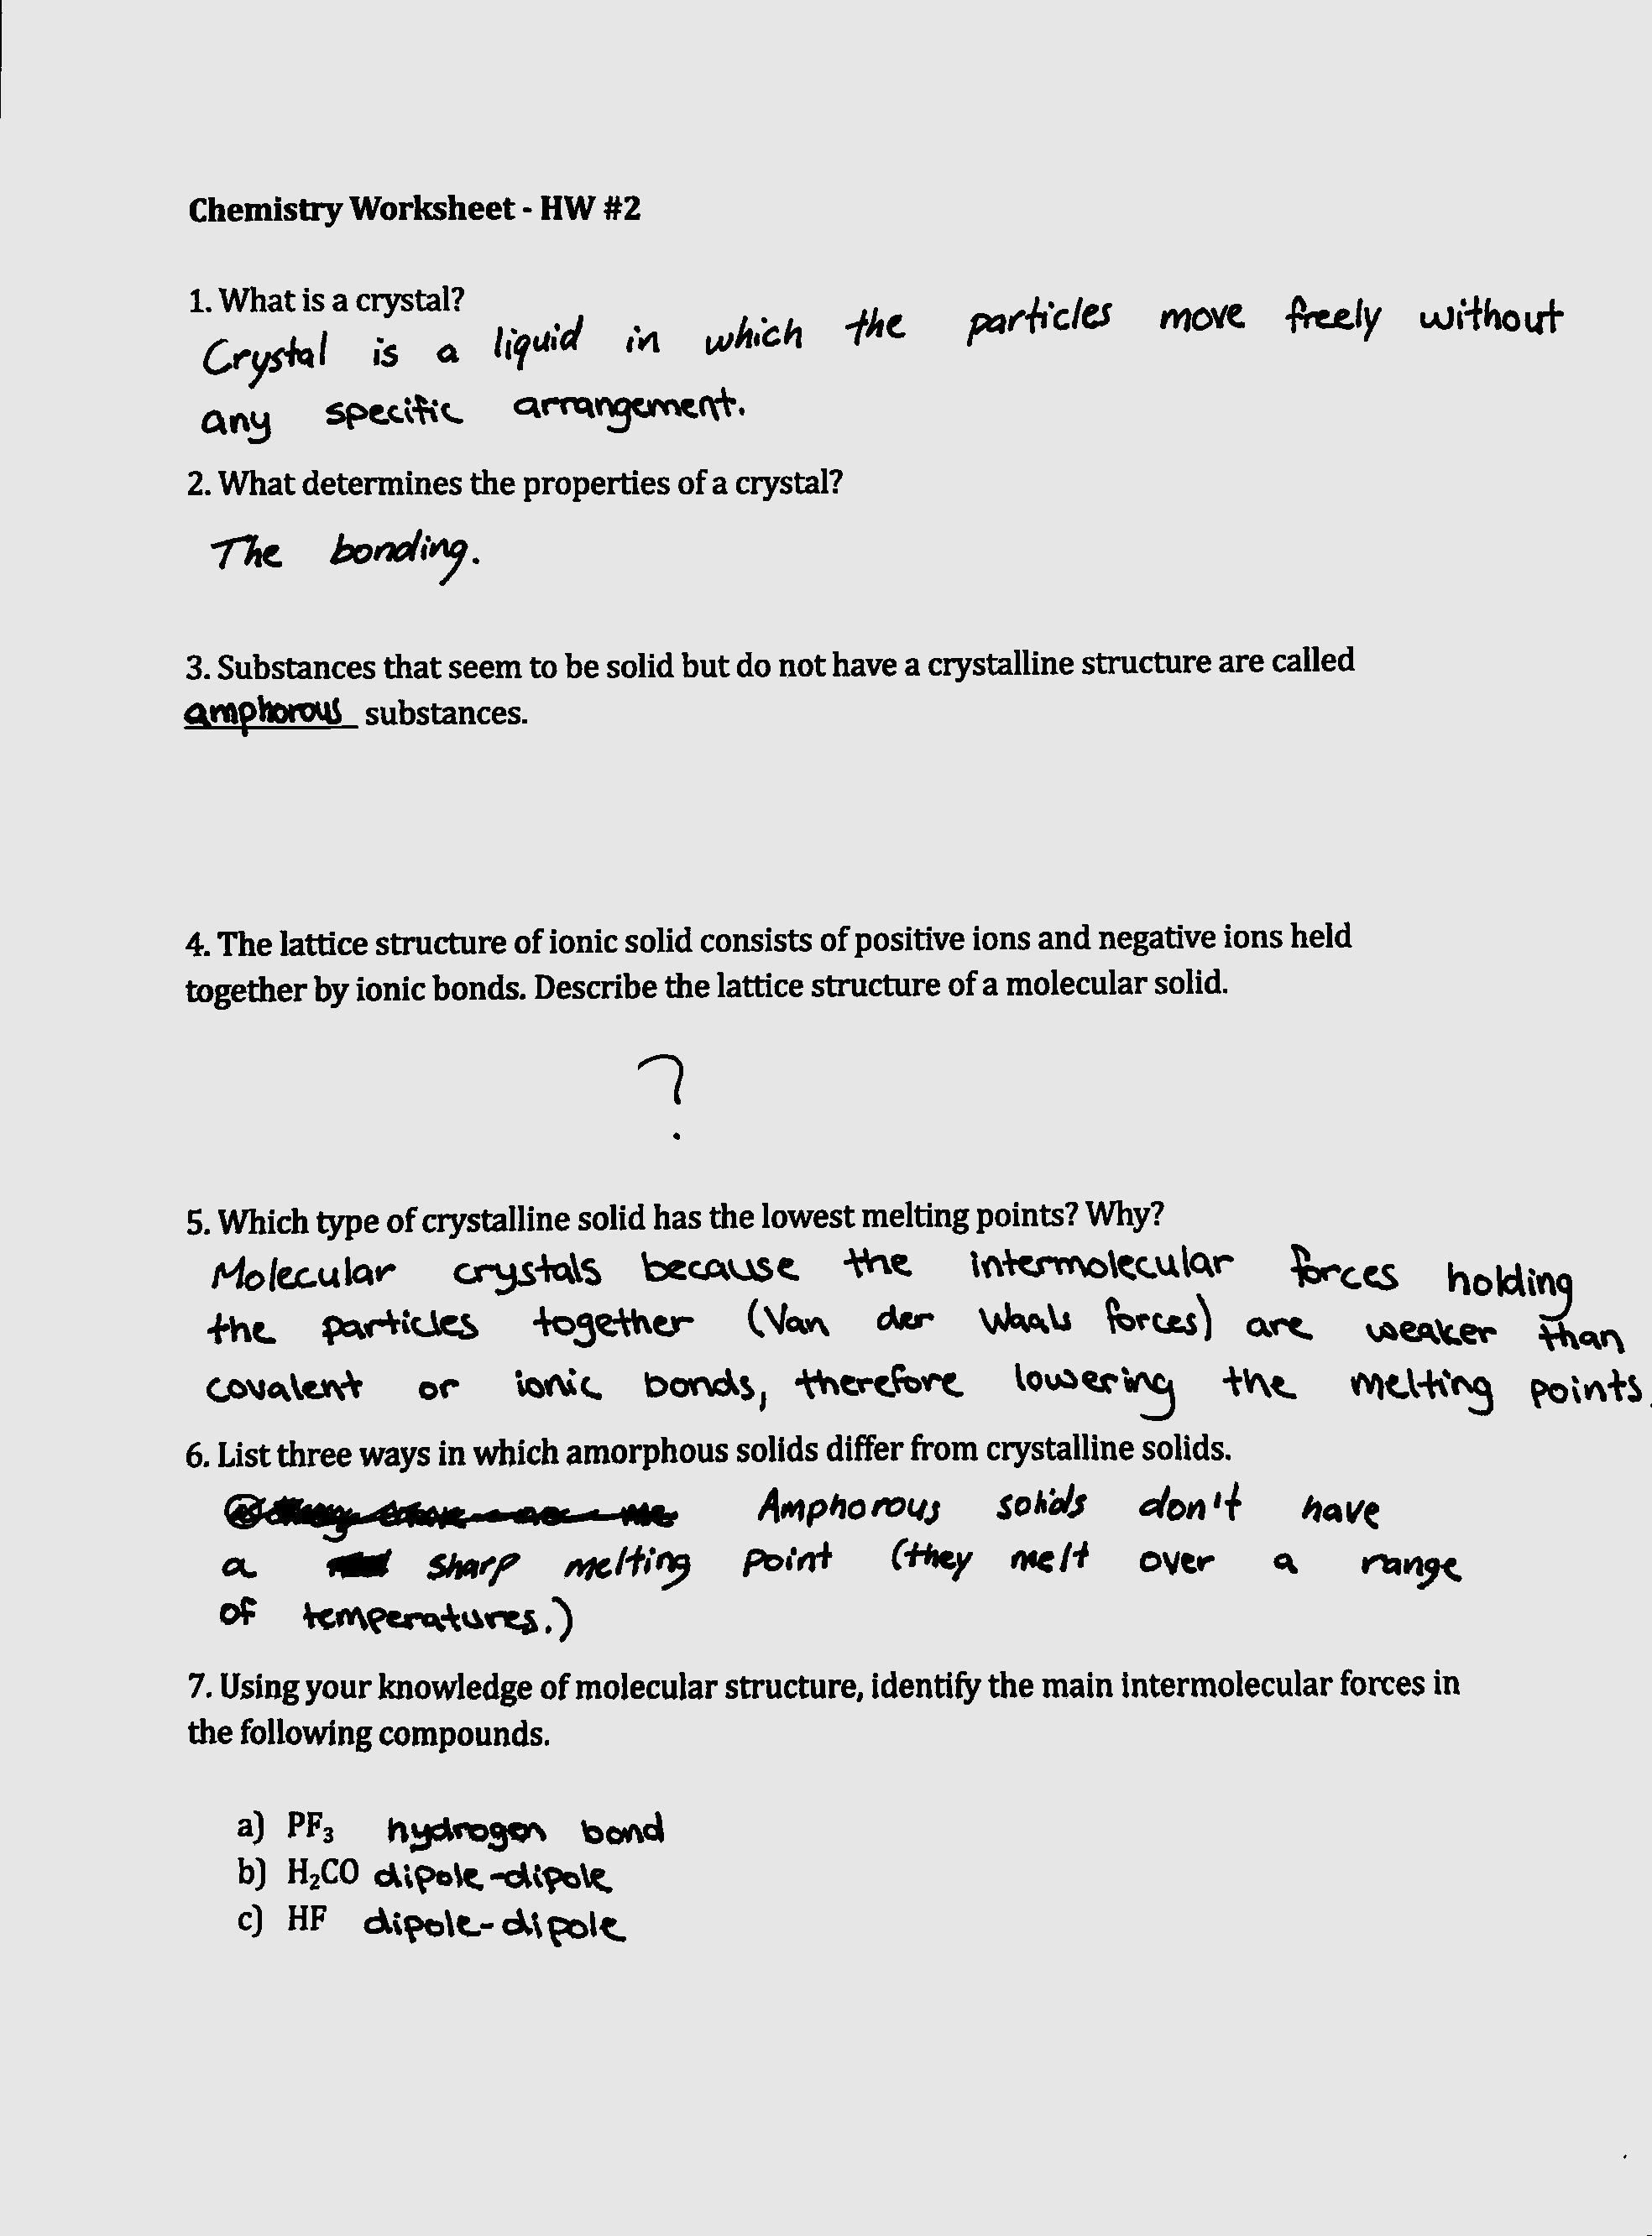 Chemistry Worksheet - HW #2
1. What is a crystal?
Crystal is a liquid in which the particles move freely without
any specific arrangement.
2. What determines the properties of a crystal?
The bonding.
3. Substances that seem to be solid but do not have a crystalline structure are called
amphorous substances.
4. The lattice structure of ionic solid consists of positive ions and negative ions held
together by ionic bonds. Describe the lattice structure of a molecular solid.
?
5. Which type of crystalline solid has the lowest melting points? Why?
Molecular crystals because the intermolecular forces holding
the particles together (Van der Waals forces) are weaker than
covalent or ionic bonds, therefore lowering the melting points.
6. List three ways in which amorphous solids differ from crystalline solids.
Amphorous solids don't have
a sharp melting point (they melt over a range
of temperatures.)
7. Using your knowledge of molecular structure, identify the main intermolecular forces in
the following compounds.
a) PF₃ hydrogen bond
b) H₂CO dipole-dipole
c) HF dipole-dipole